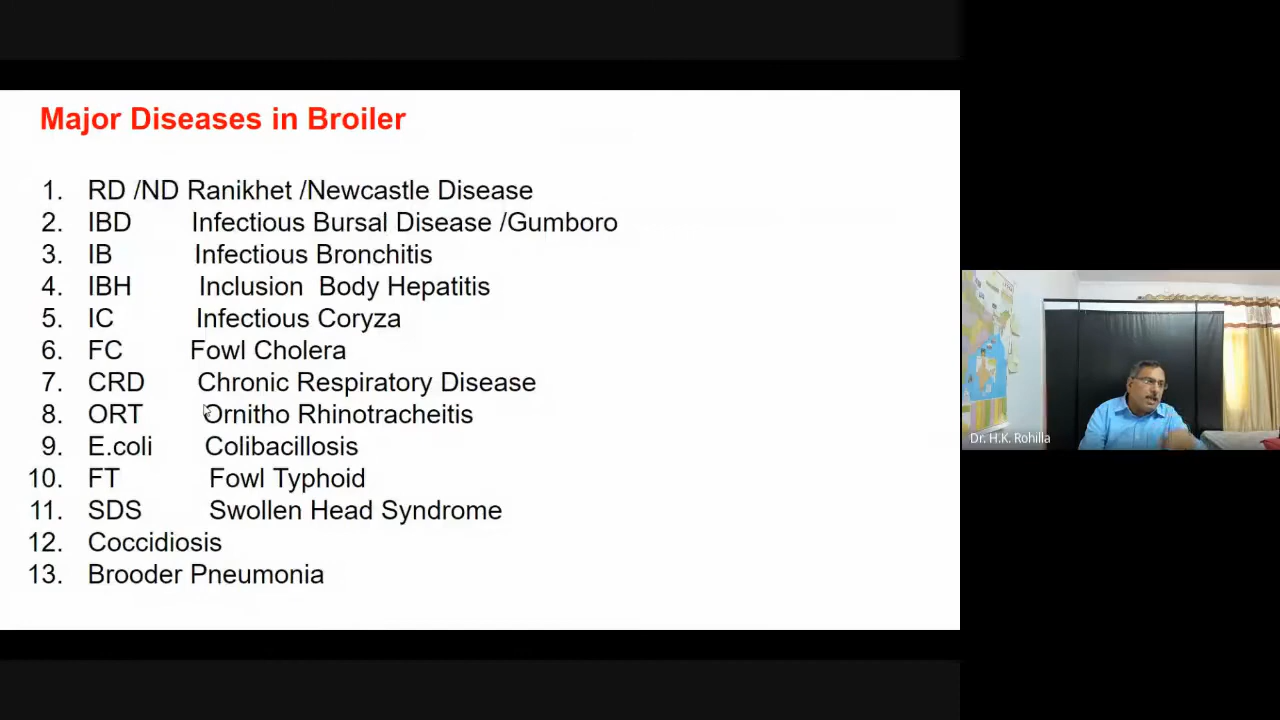 Major Diseases in Broiler
1. RD /ND Ranikhet /Newcastle Disease
2. IBD Infectious Bursal Disease /Gumboro
3. IB Infectious Bronchitis
4. IBH Inclusion Body Hepatitis
5. IC Infectious Coryza
6. FC Fowl Cholera
7. CRD Chronic Respiratory Disease
8. ORT Ornitho Rhinotracheitis
9. E.coli Colibacillosis
10. FT Fowl Typhoid
11. SDS Swollen Head Syndrome
12. Coccidiosis
13. Brooder Pneumonia
Dr. H.K. Rohilla